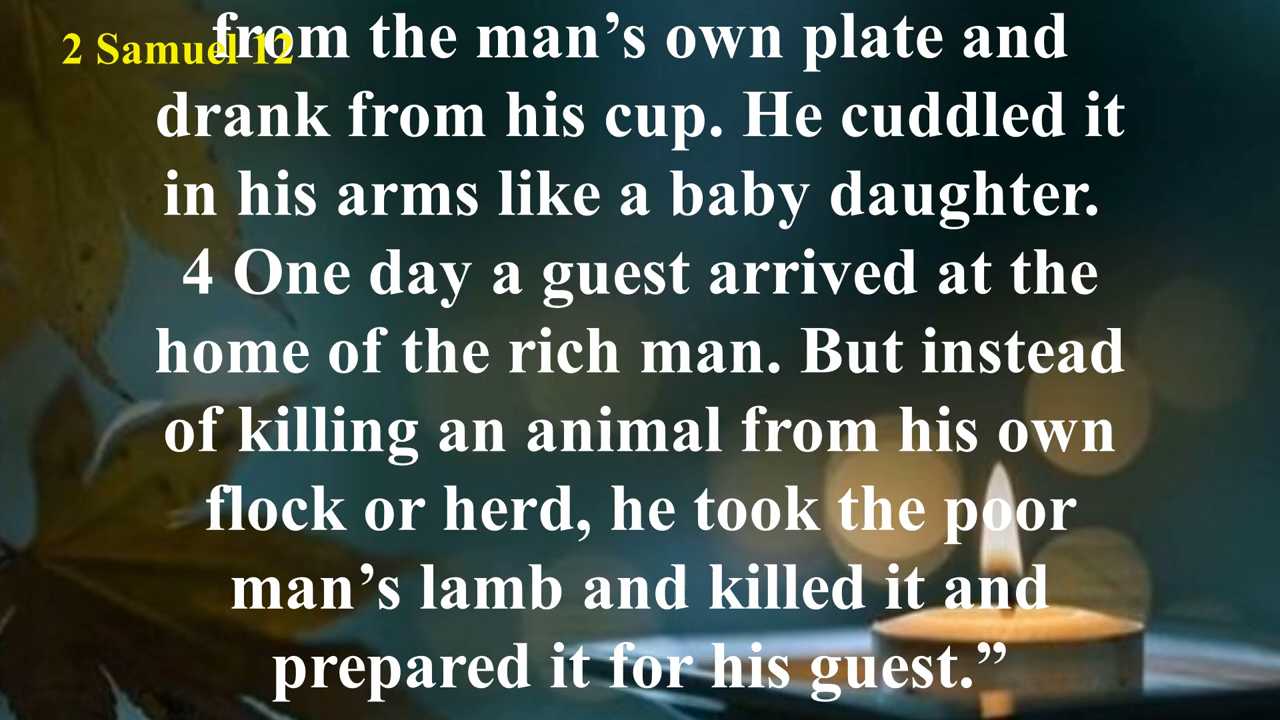 2 Samuel 12
from the man’s own plate and
drank from his cup. He cuddled it
in his arms like a baby daughter.
4 One day a guest arrived at the
home of the rich man. But instead
of killing an animal from his own
flock or herd, he took the poor
man’s lamb and killed it and
prepared it for his guest.”